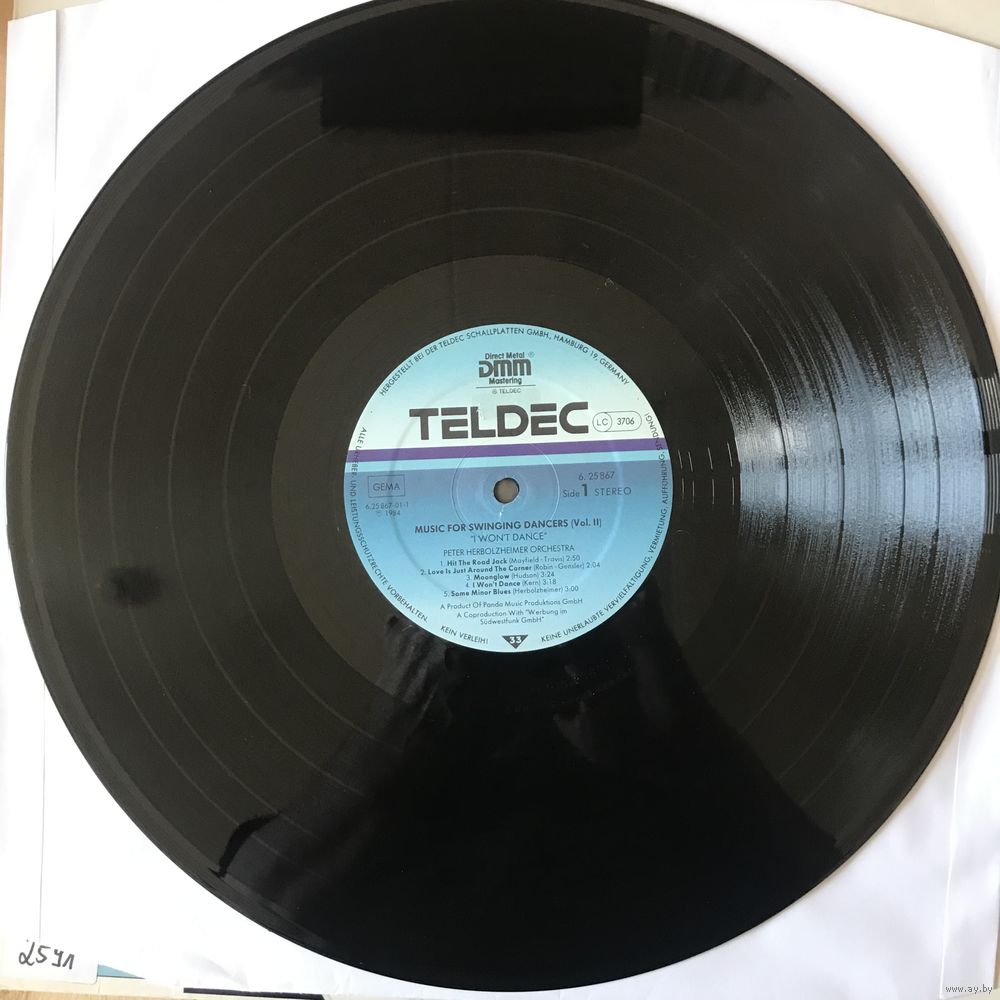 HERGESTELLT BEI DER TELDEC SCHALLPLATTEN GMBH, HAMBURG 19, GERMANY
Direct Metal ®
DMM
Mastering
© TELDEC
TELDEC
LC 3706
GEMA
6.25867-01-1
℗ 1984
6. 25 867
Side 1 STEREO
MUSIC FOR SWINGING DANCERS (Vol. II)
"I WON'T DANCE"
PETER HERBOLZHEIMER ORCHESTRA
1. Hit The Road Jack (Mayfield - Travis) 2:50
2. Love Is Just Around The Corner (Robin - Gensler) 2:04
3. Moonglow (Hudson) 3:24
4. I Won't Dance (Kern) 3:18
5. Some Minor Blues (Herbolzheimer) 3:00
A Product Of Panda Music Produktions GmbH
A Coproduction With "Werbung im
Südwestfunk GmbH"
33
ALLE URHEBER- UND LEISTUNGSSCHUTZRECHTE VORBEHALTEN.
KEIN VERLEIH!
KEINE UNERLAUBTE VERVIELFÄLTIGUNG, VERMIETUNG, AUFFÜHRUNG, SENDUNG!
www.ay.by